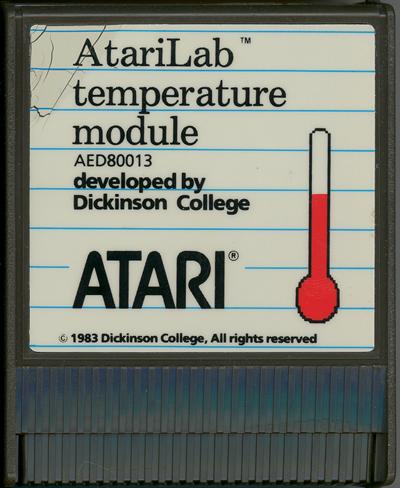 AtariLab™
temperature
module
AED80013
developed by
Dickinson College
ATARI®
© 1983 Dickinson College, All rights reserved